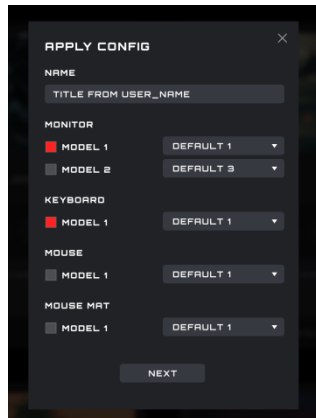 APPLY CONFIG
NAME
TITLE FROM USER_NAME
MONITOR
MODEL 1 DEFAULT 1
MODEL 2 DEFAULT 3
KEYBOARD
MODEL 1 DEFAULT 1
MOUSE
MODEL 1 DEFAULT 1
MOUSE MAT
MODEL 1 DEFAULT 1
NEXT